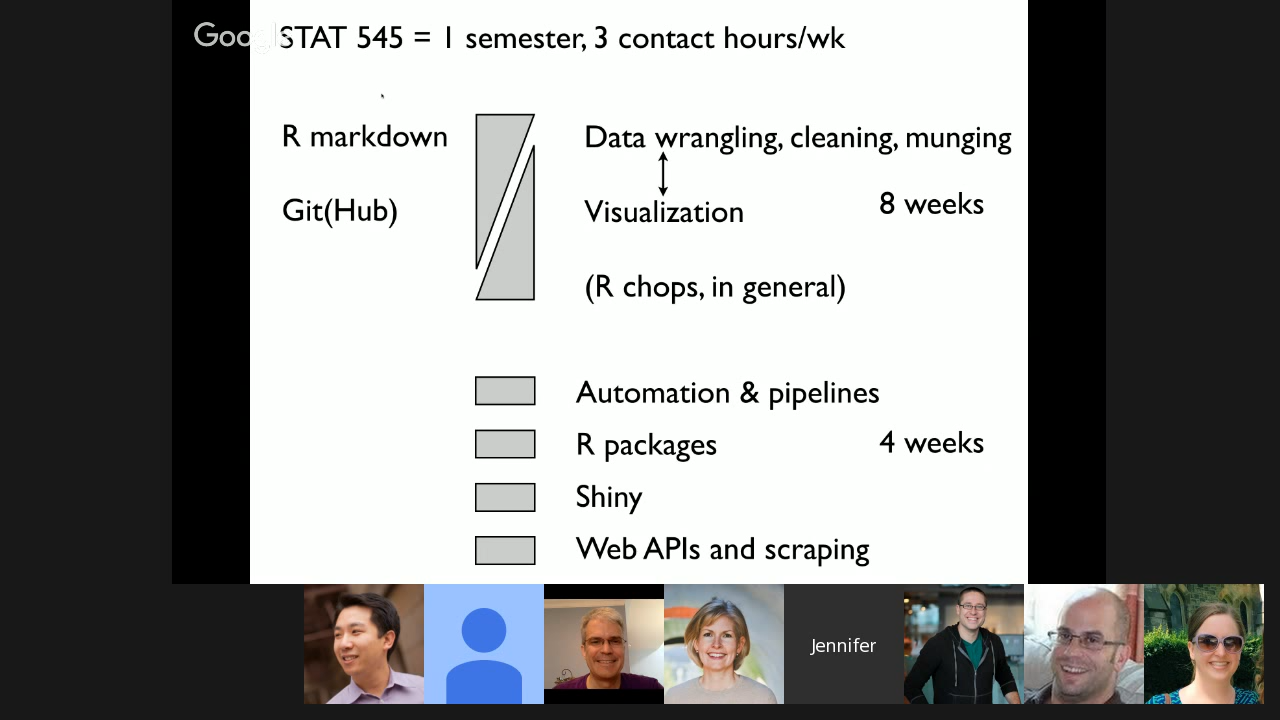 Google
STAT 545 = 1 semester, 3 contact hours/wk
R markdown
Data wrangling, cleaning, munging
Git(Hub)
Visualization
8 weeks
(R chops, in general)
Automation & pipelines
R packages
4 weeks
Shiny
Web APIs and scraping
Jennifer